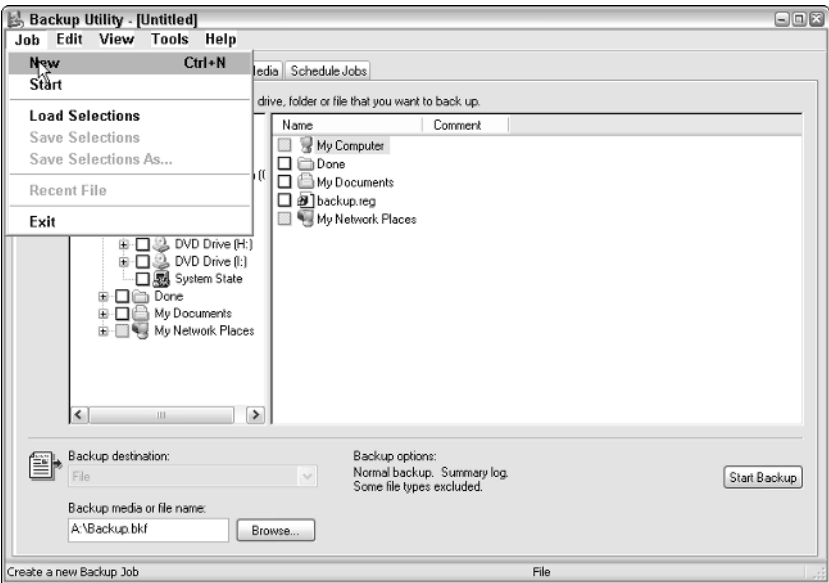 Backup Utility - [Untitled]
Job Edit View Tools Help
New Ctrl+N
Start
Load Selections
Save Selections
Save Selections As...
Recent File
Exit
Schedule Jobs
drive, folder or file that you want to back up.
Name Comment
My Computer
Done
My Documents
backup.reg
My Network Places
DVD Drive (H:)
DVD Drive (I:)
System State
Done
My Documents
My Network Places
Backup destination:
File
Backup media or file name:
A:\Backup.bkf
Browse...
Backup options:
Normal backup. Summary log.
Some file types excluded.
Start Backup
Create a new Backup Job File